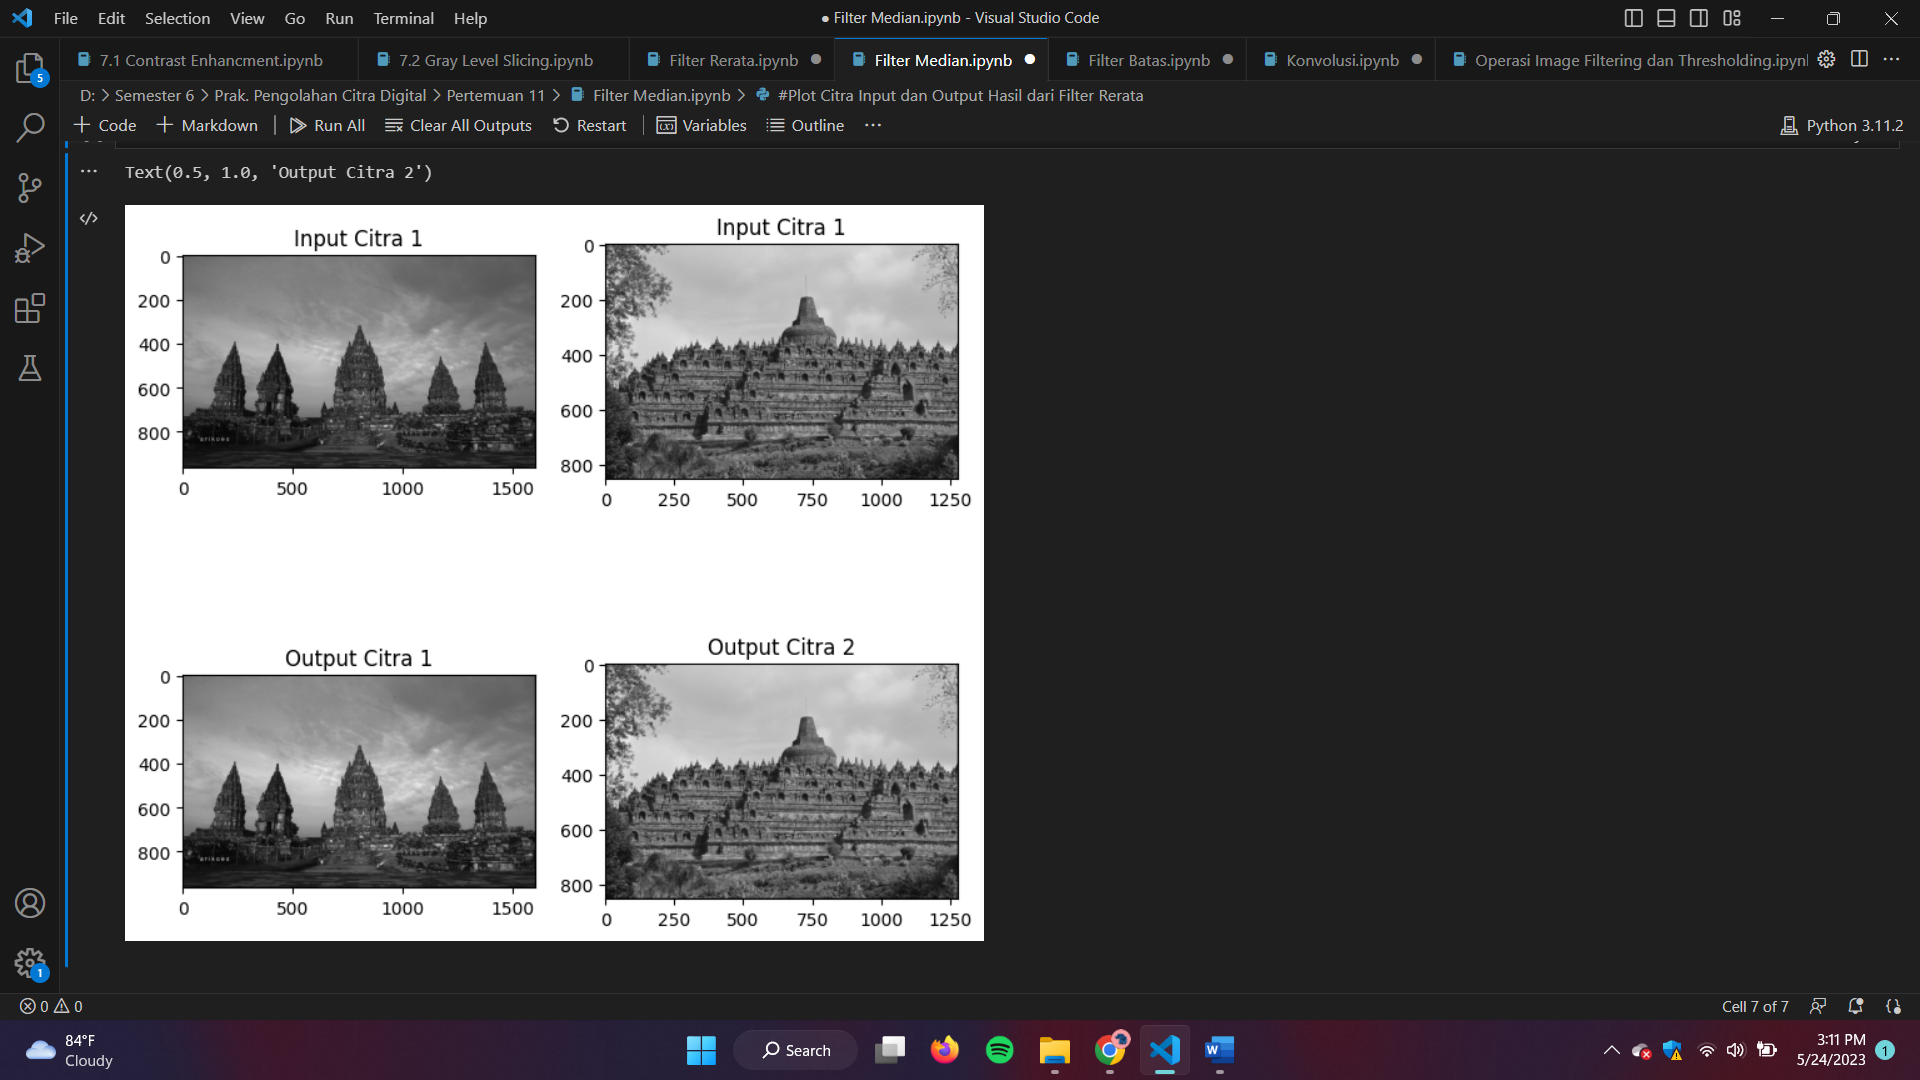 File Edit Selection View Go Run Terminal Help
● Filter Median.ipynb - Visual Studio Code
7.1 Contrast Enhancment.ipynb
7.2 Gray Level Slicing.ipynb
Filter Rerata.ipynb
Filter Median.ipynb
Filter Batas.ipynb
Konvolusi.ipynb
Operasi Image Filtering dan Thresholding.ipynl
5
D: > Semester 6 > Prak. Pengolahan Citra Digital > Pertemuan 11 > Filter Median.ipynb > #Plot Citra Input dan Output Hasil dari Filter Rerata
+ Code + Markdown | Run All Clear All Outputs Restart | Variables Outline ...
Python 3.11.2
Text(0.5, 1.0, 'Output Citra 2')
Input Citra 1
0
200
400
600
800
0 500 1000 1500
arikoes
Input Citra 1
0
200
400
600
800
0 250 500 750 1000 1250
Output Citra 1
0
200
400
600
800
0 500 1000 1500
arikoes
Output Citra 2
0
200
400
600
800
0 250 500 750 1000 1250
1
0 0
Cell 7 of 7
84°F
Cloudy
Search
3:11 PM
5/24/2023
1